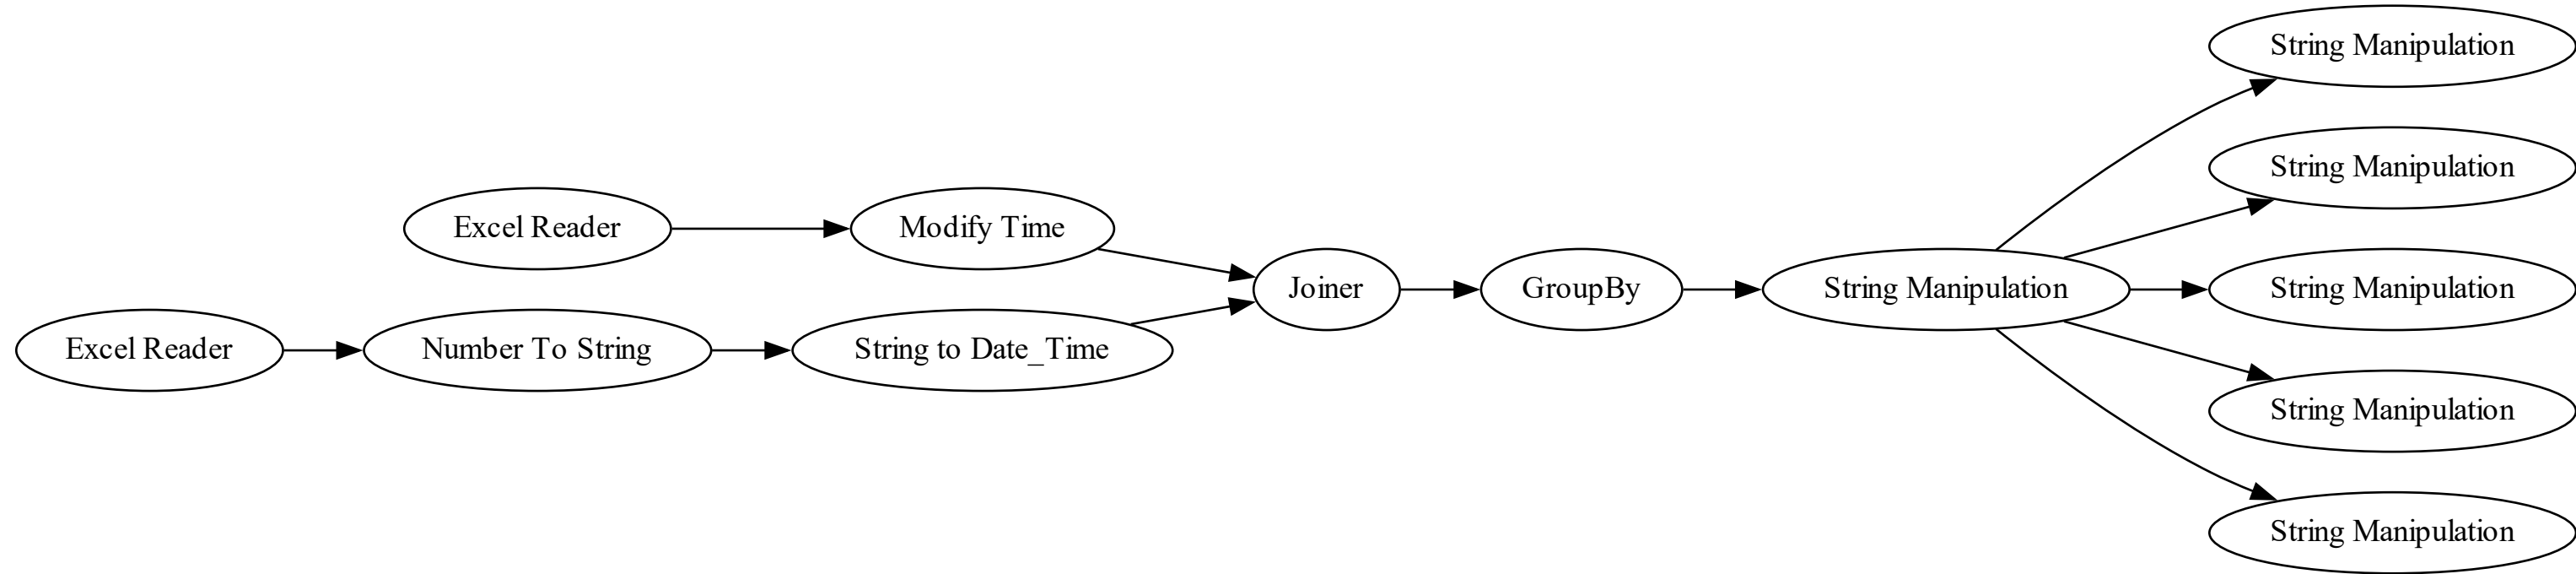 Excel Reader
Number To String
String to Date_Time
Excel Reader
Modify Time
Joiner
GroupBy
String Manipulation
String Manipulation
String Manipulation
String Manipulation
String Manipulation
String Manipulation